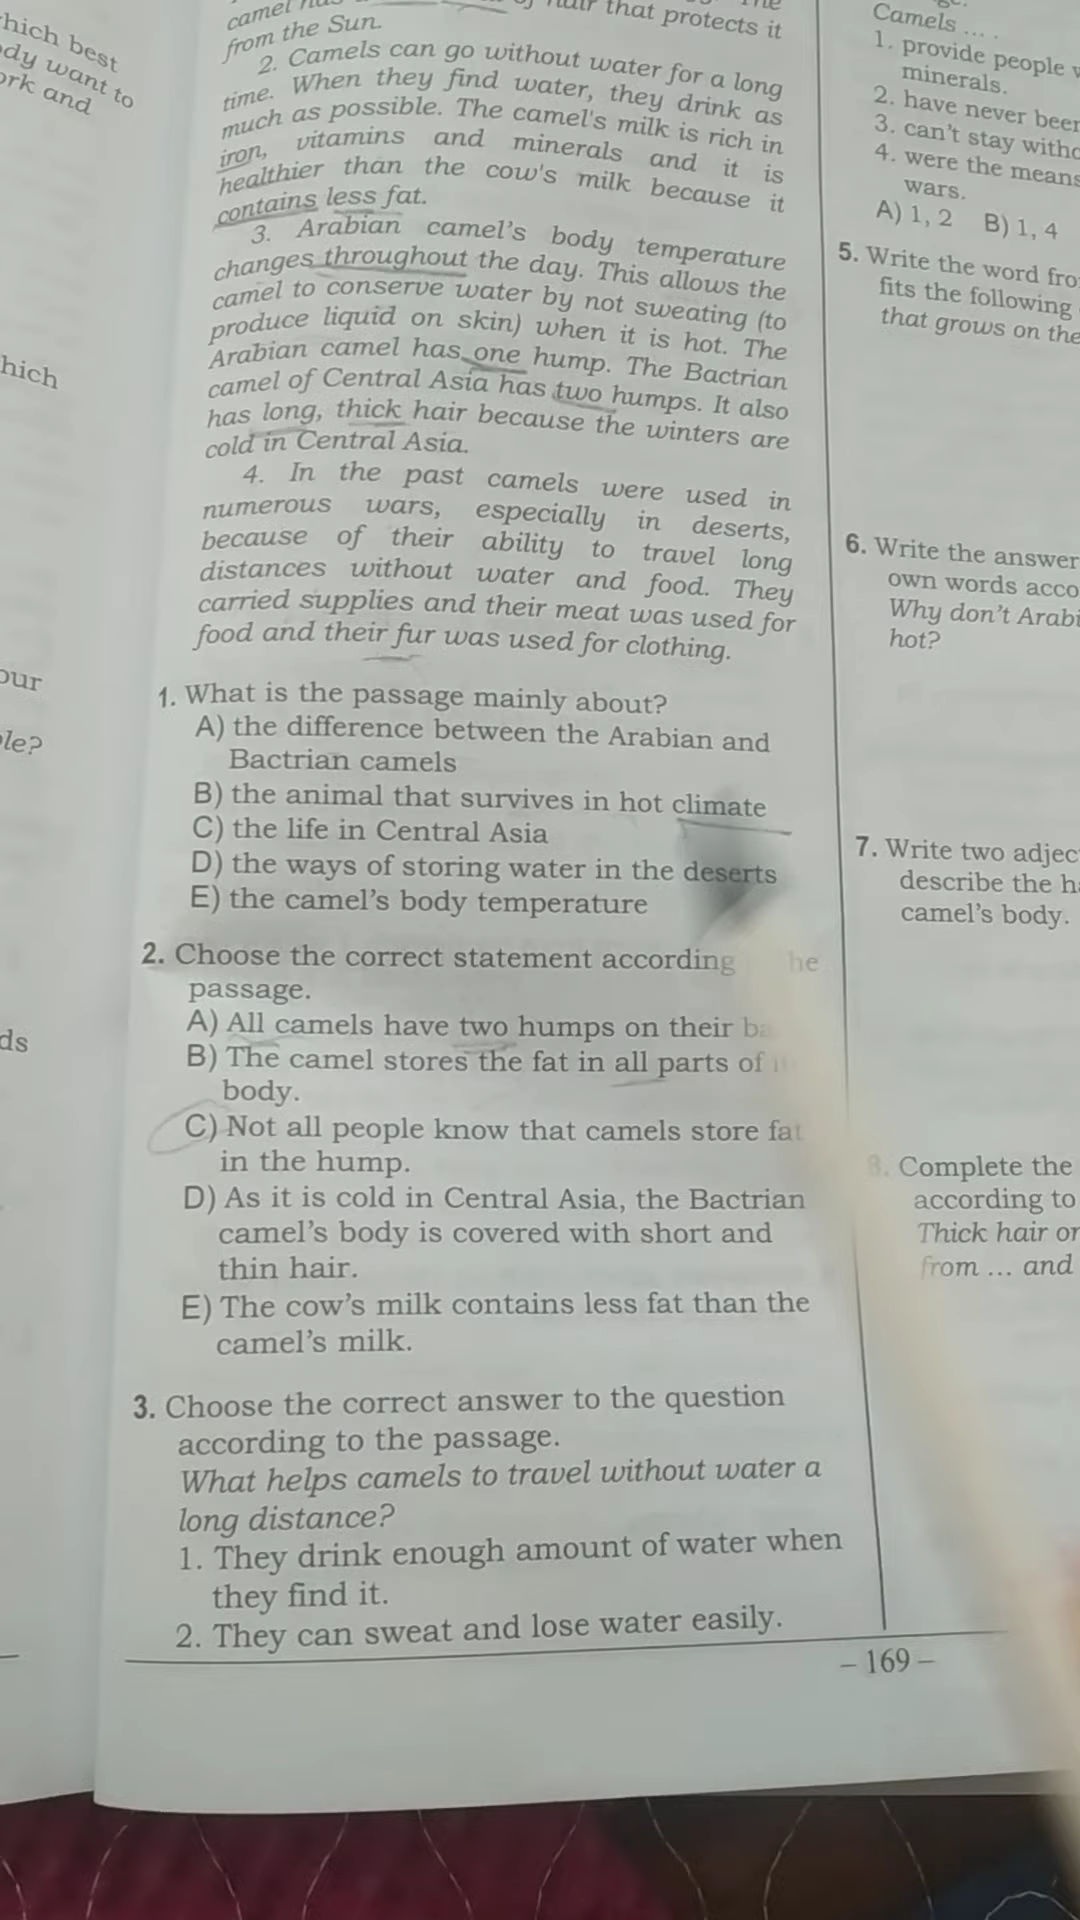 hich best
dy want to
ork and
hich
our
ole?
ds
camel
that protects it
from the Sun.
2. Camels can go without water for a long
time. When they find water, they drink as
much as possible. The camel's milk is rich in
iron, vitamins and minerals and it is
healthier than the cow's milk because it
contains less fat.
3. Arabian camel's body temperature
changes throughout the day. This allows the
camel to conserve water by not sweating (to
produce liquid on skin) when it is hot. The
Arabian camel has one hump. The Bactrian
camel of Central Asia has two humps. It also
has long, thick hair because the winters are
cold in Central Asia.
4. In the past camels were used in
numerous wars, especially in deserts,
because of their ability to travel long
distances without water and food. They
carried supplies and their meat was used for
food and their fur was used for clothing.
1. What is the passage mainly about?
A) the difference between the Arabian and
Bactrian camels
B) the animal that survives in hot climate
C) the life in Central Asia
D) the ways of storing water in the deserts
E) the camel's body temperature
2. Choose the correct statement according he
passage.
A) All camels have two humps on their ba
B) The camel stores the fat in all parts of
body.
C) Not all people know that camels store fat
in the hump.
D) As it is cold in Central Asia, the Bactrian
camel's body is covered with short and
thin hair.
E) The cow's milk contains less fat than the
camel's milk.
3. Choose the correct answer to the question
according to the passage.
What helps camels to travel without water a
long distance?
1. They drink enough amount of water when
they find it.
2. They can sweat and lose water easily.
Camels ... .
1. provide people
minerals.
2. have never been
3. can't stay witho
4. were the means
wars.
A) 1, 2 B) 1, 4
5. Write the word fro
fits the following
that grows on the
6. Write the answer
own words acco
Why don't Arabi
hot?
7. Write two adjec
describe the ha
camel's body.
8. Complete the
according to
Thick hair on
from ... and
– 169 –